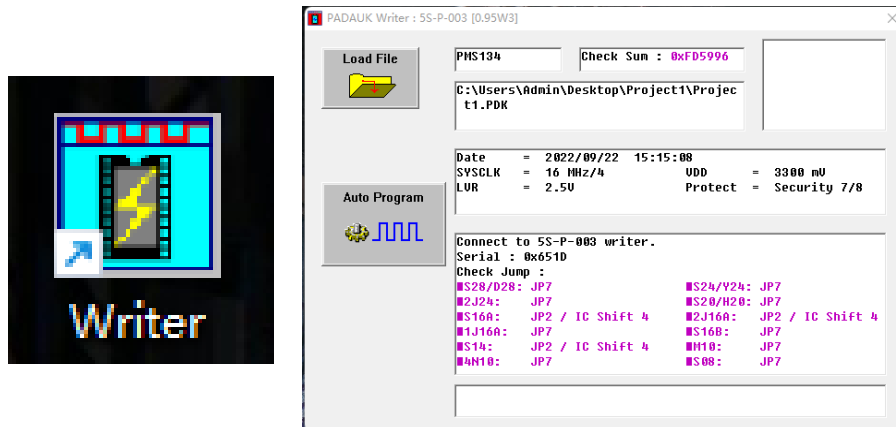 Writer
PADAUK Writer : 5S-P-003 [0.95W3]
Load File
PMS134
Check Sum : 0xFD5996
C:\Users\Admin\Desktop\Project1\Projec
t1.PDK
Date = 2022/09/22 15:15:08
SYSCLK = 16 MHz/4 VDD = 3300 mV
LVR = 2.5V Protect = Security 7/8
Auto Program
Connect to 5S-P-003 writer.
Serial : 0x651D
Check Jump :
■S28/D28: JP7 ■S24/Y24: JP7
■2J24: JP7 ■S20/H20: JP7
■S16A: JP2 / IC Shift 4 ■2J16A: JP2 / IC Shift 4
■1J16A: JP7 ■S16B: JP7
■S14: JP2 / IC Shift 4 ■M10: JP7
■4N10: JP7 ■S08: JP7